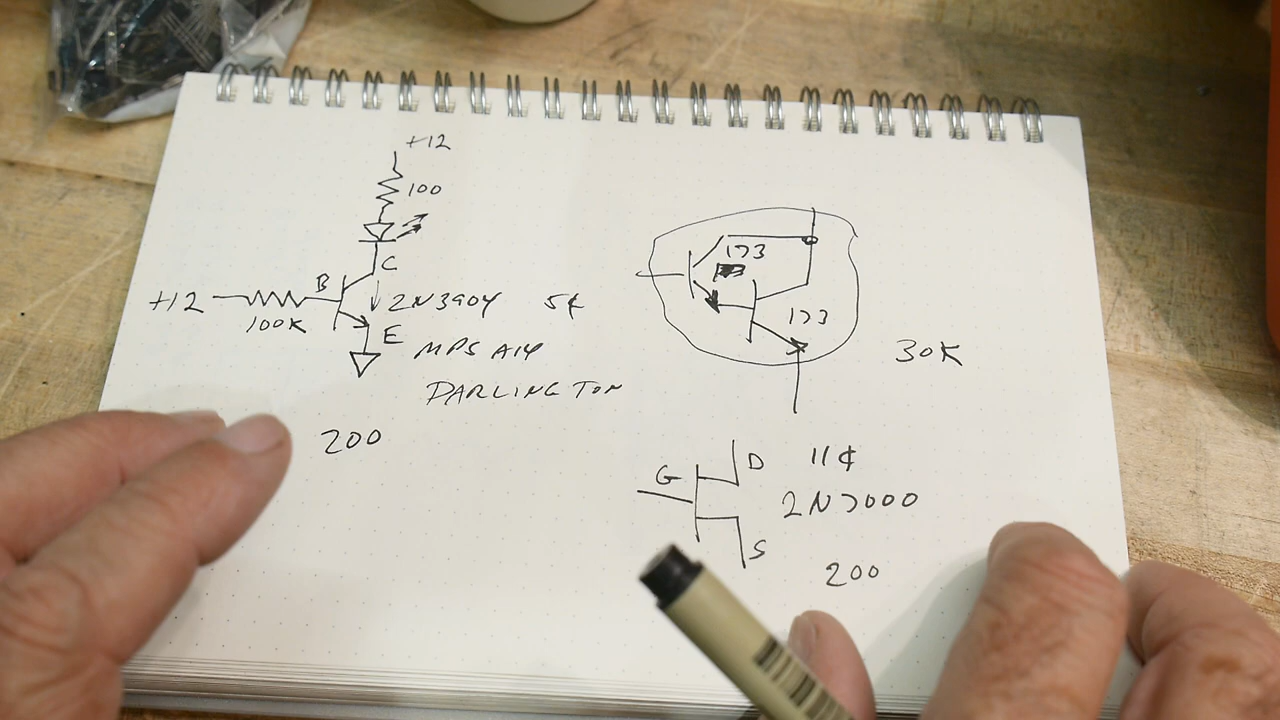 +12
100
C
B
+12
100K
2N3904 5¢
E
MPS A14
DARLINGTON
200
173
173
30K
G
D
11¢
2N7000
S
200